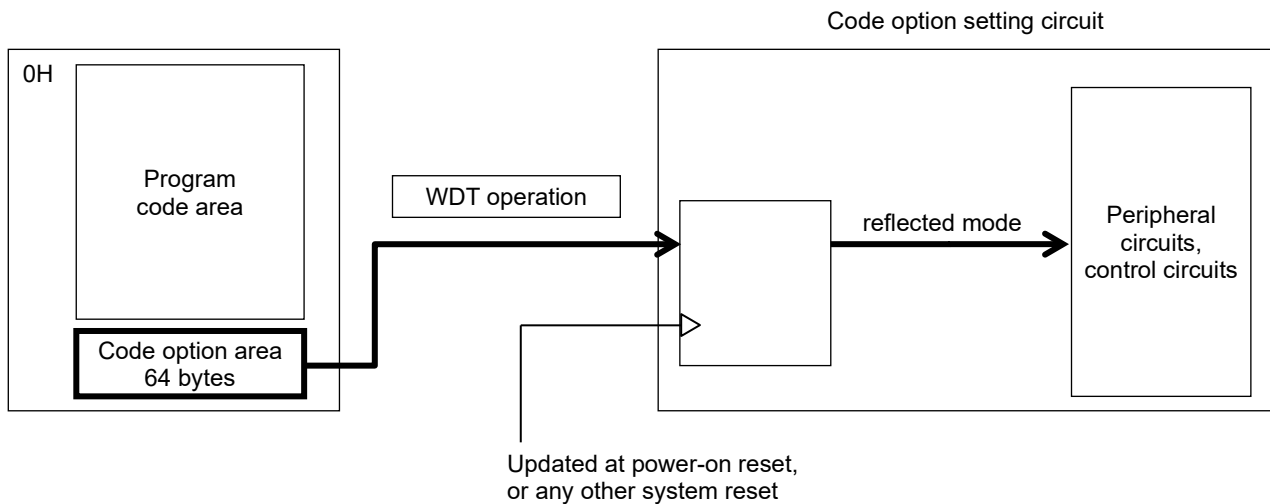 Code option setting circuit
0H
Program
code area
WDT operation
reflected mode
Peripheral
circuits,
control circuits
Code option area
64 bytes
Updated at power-on reset,
or any other system reset